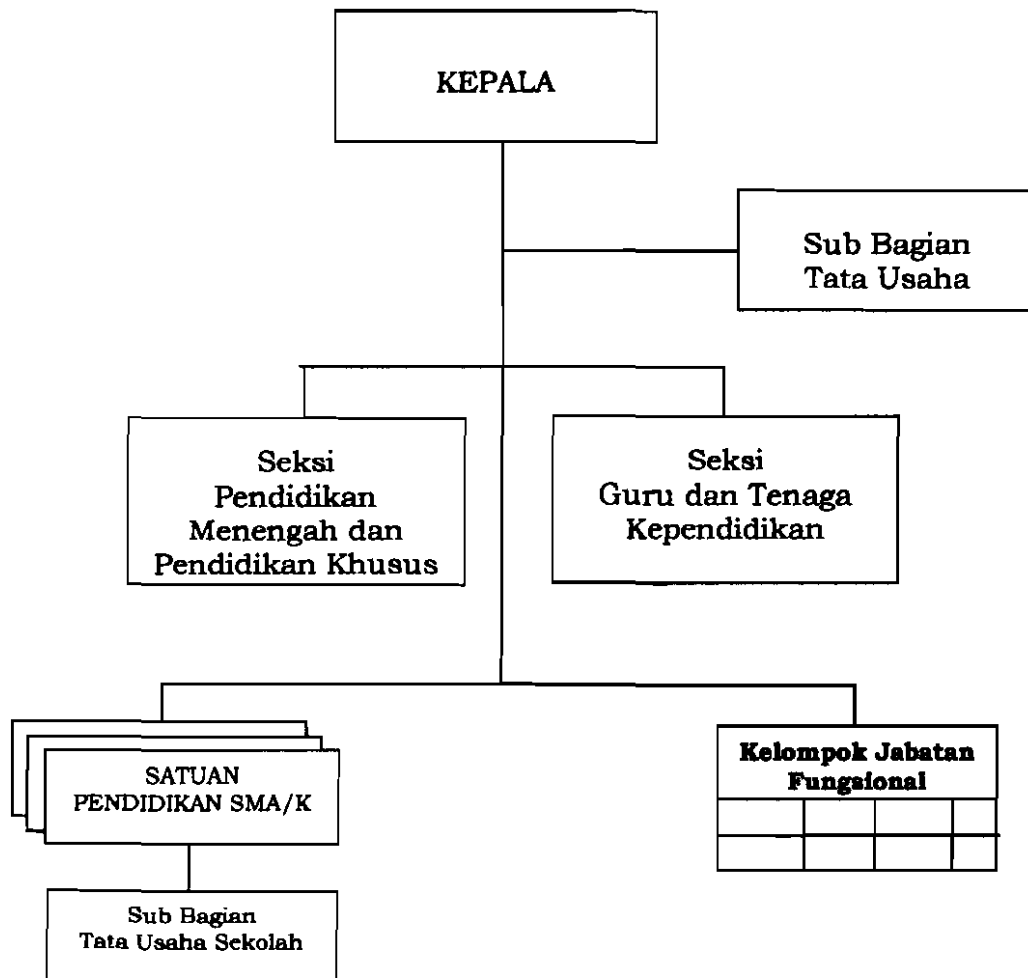 KEPALA
Sub Bagian
Tata Usaha
Seksi
Pendidikan
Menengah dan
Pendidikan Khusus
Seksi
Guru dan Tenaga
Kependidikan
SATUAN
PENDIDIKAN SMA/K
Kelompok Jabatan
Fungsional
Sub Bagian
Tata Usaha Sekolah